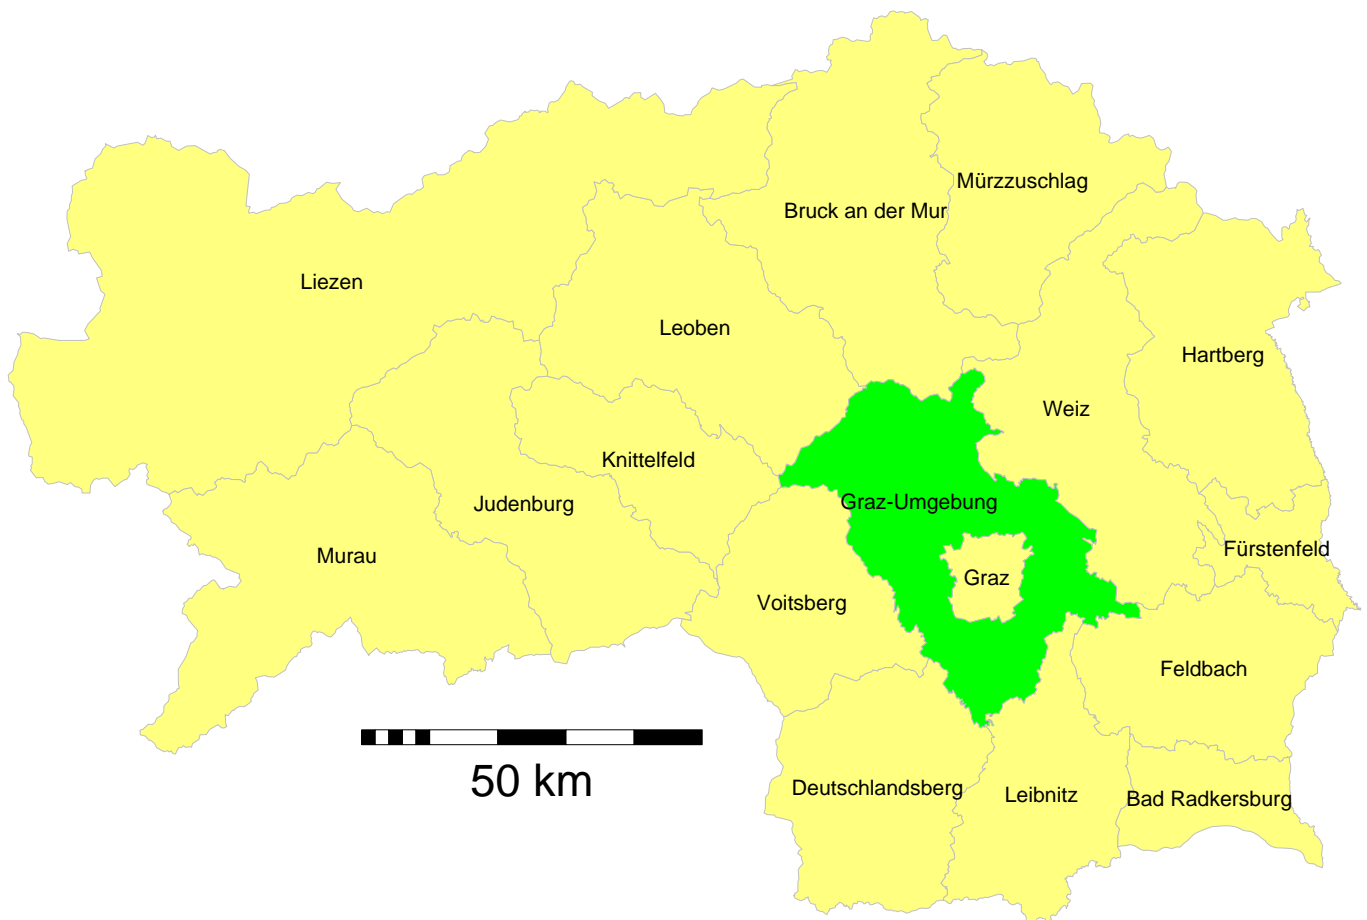 Mürzzuschlag
Bruck an der Mur
Liezen
Leoben
Hartberg
Weiz
Knittelfeld
Judenburg
Graz-Umgebung
Fürstenfeld
Murau
Graz
Voitsberg
Feldbach
50 km
Deutschlandsberg
Leibnitz
Bad Radkersburg